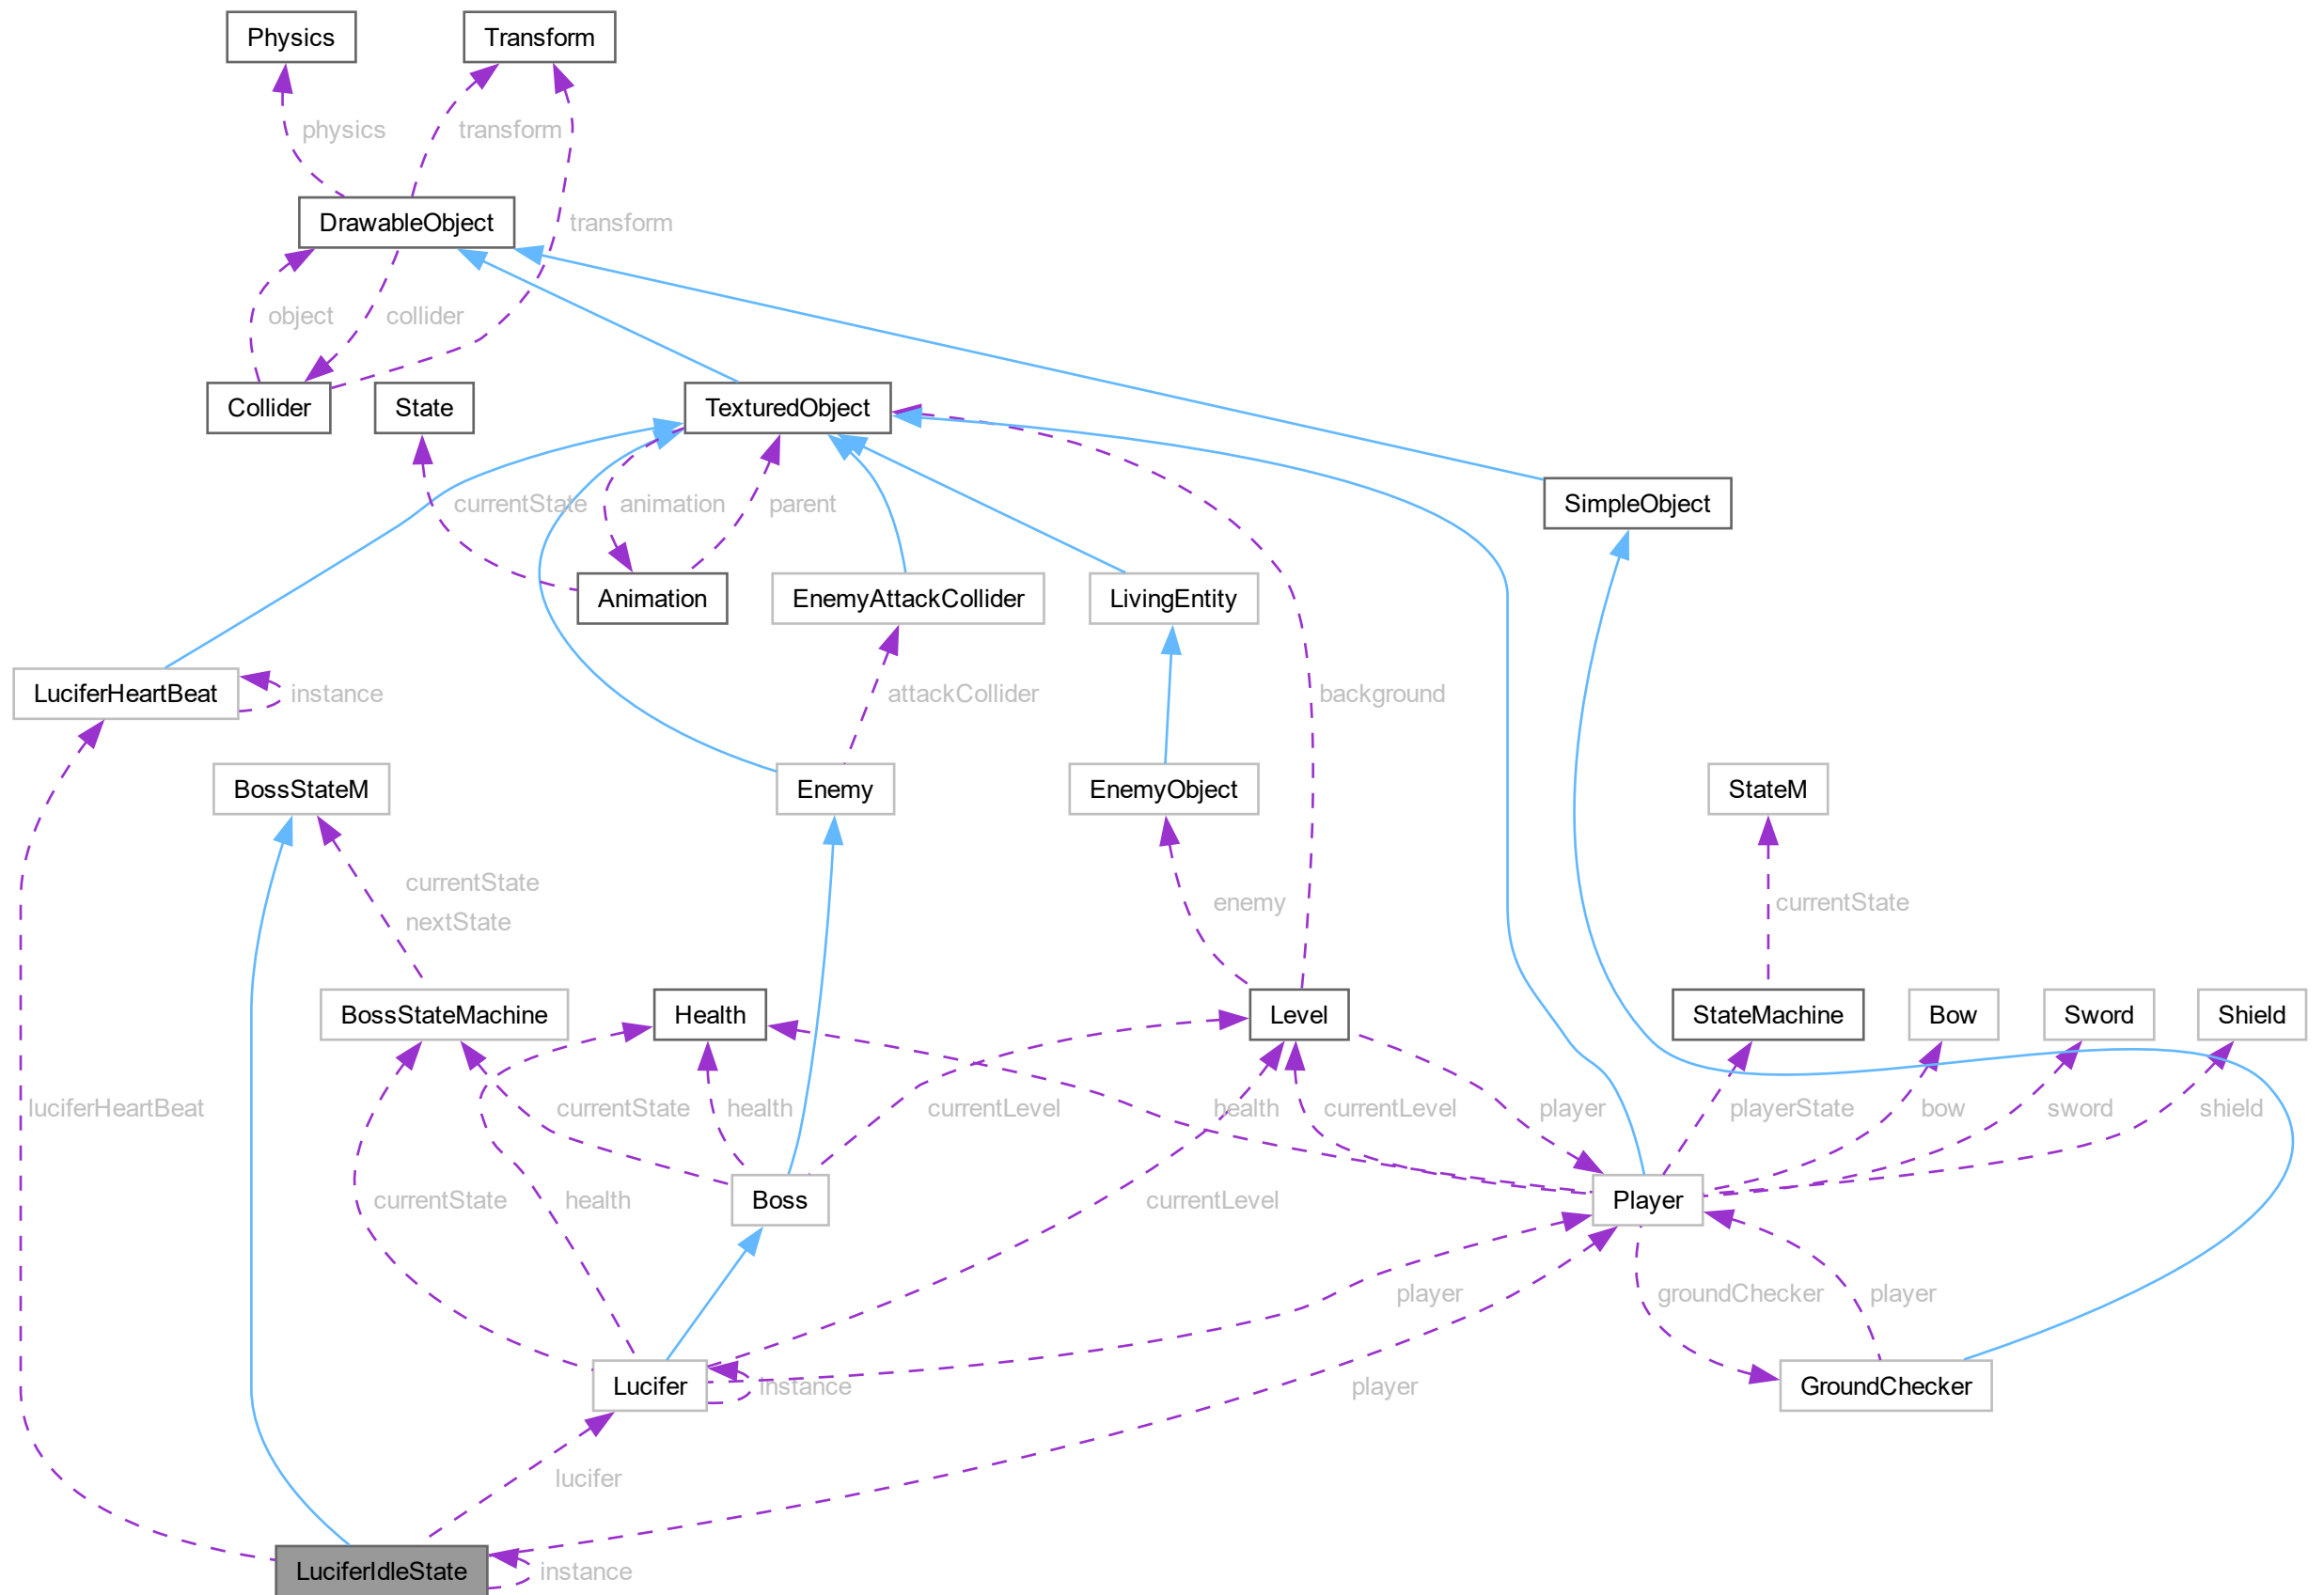 Physics
Transform
physics
transform
DrawableObject
transform
object
collider
Collider
State
TexturedObject
currentState
animation
parent
SimpleObject
Animation
EnemyAttackCollider
LivingEntity
LuciferHeartBeat
instance
attackCollider
background
BossStateM
Enemy
EnemyObject
StateM
currentState
nextState
enemy
currentState
BossStateMachine
Health
Level
StateMachine
Bow
Sword
Shield
luciferHeartBeat
currentState
health
currentLevel
health
currentLevel
player
playerState
bow
sword
shield
currentState
health
Boss
currentLevel
Player
player
groundChecker
player
Lucifer
instance
player
GroundChecker
lucifer
LuciferIdleState
instance